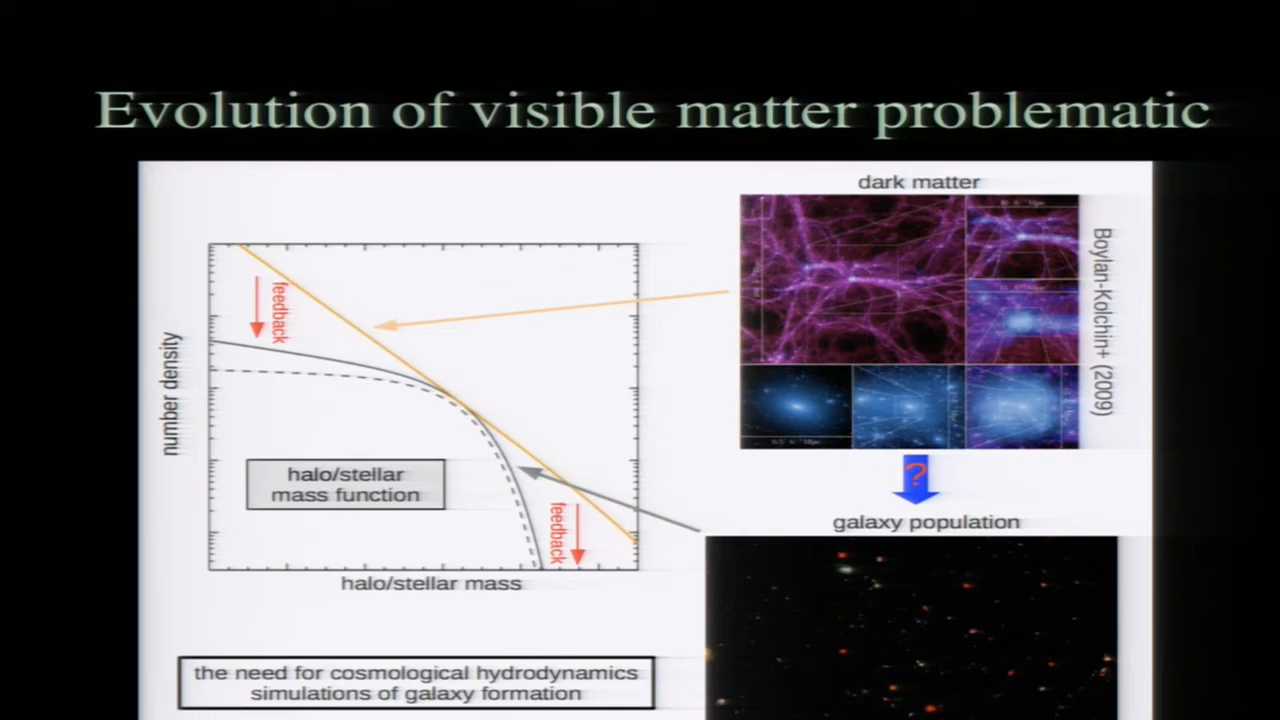 Evolution of visible matter problematic
dark matter
Boylan-Kolchin+ (2009)
feedback
number density
halo/stellar
mass function
feedback
halo/stellar mass
?
galaxy population
the need for cosmological hydrodynamics
simulations of galaxy formation